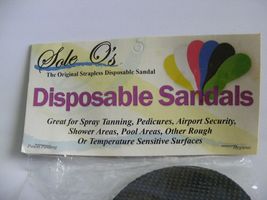 Sole O's
The Original Strapless Disposable Sandal
Disposable Sandals
Great for Spray Tanning, Pedicures, Airport Security,
Shower Areas, Pool Areas, Other Rough
Or Temperature Sensitive Surfaces